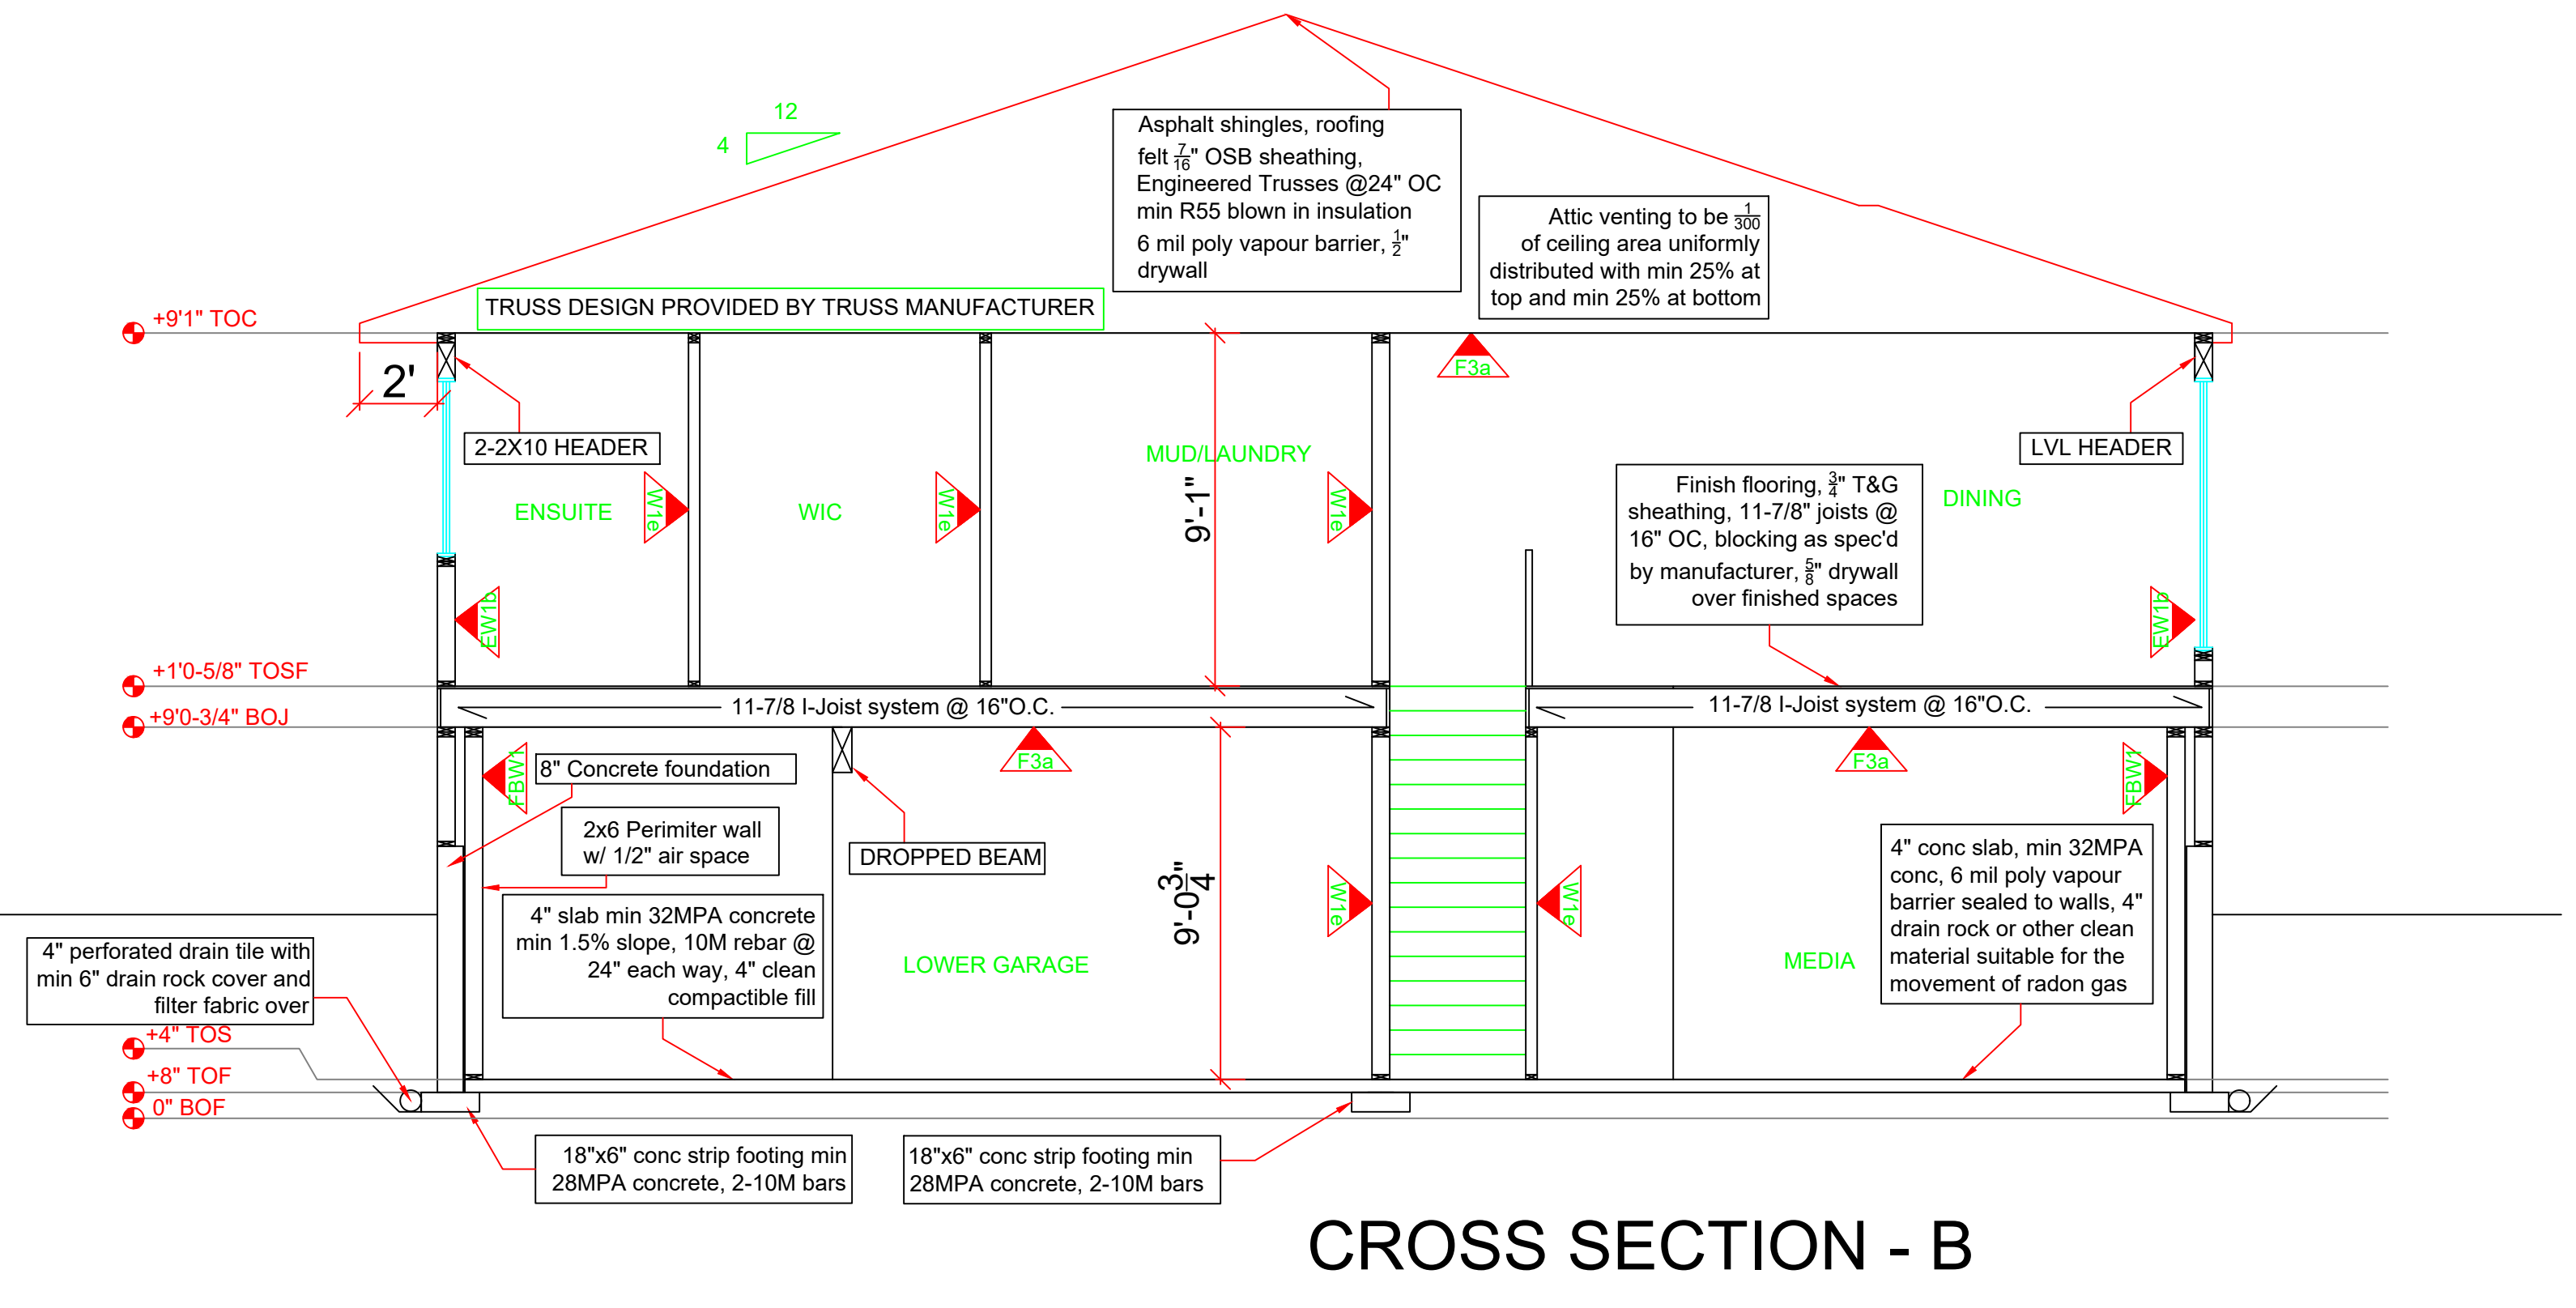 12
4
Asphalt shingles, roofing
felt 7/16" OSB sheathing,
Engineered Trusses @24" OC
min R55 blown in insulation
6 mil poly vapour barrier, 1/2"
drywall
Attic venting to be 1/300
of ceiling area uniformly
distributed with min 25% at
top and min 25% at bottom
TRUSS DESIGN PROVIDED BY TRUSS MANUFACTURER
+9'1" TOC
2'
F3a
2-2X10 HEADER
LVL HEADER
MUD/LAUNDRY
9'-1"
ENSUITE
W1e
WIC
W1e
W1e
Finish flooring, 3/4" T&G
sheathing, 11-7/8" joists @
16" OC, blocking as spec'd
by manufacturer, 5/8" drywall
over finished spaces
DINING
EW1b
EW1b
+1'0-5/8" TOSF
11-7/8 I-Joist system @ 16"O.C.
11-7/8 I-Joist system @ 16"O.C.
+9'0-3/4" BOJ
FBW1
8" Concrete foundation
F3a
F3a
FBW1
2x6 Perimiter wall
w/ 1/2" air space
DROPPED BEAM
9'-0 3/4"
W1e
W1e
4" slab min 32MPA concrete
min 1.5% slope, 10M rebar @
24" each way, 4" clean
compactible fill
LOWER GARAGE
MEDIA
4" conc slab, min 32MPA
conc, 6 mil poly vapour
barrier sealed to walls, 4"
drain rock or other clean
material suitable for the
movement of radon gas
4" perforated drain tile with
min 6" drain rock cover and
filter fabric over
+4" TOS
+8" TOF
0" BOF
18"x6" conc strip footing min
28MPA concrete, 2-10M bars
18"x6" conc strip footing min
28MPA concrete, 2-10M bars
CROSS SECTION - B